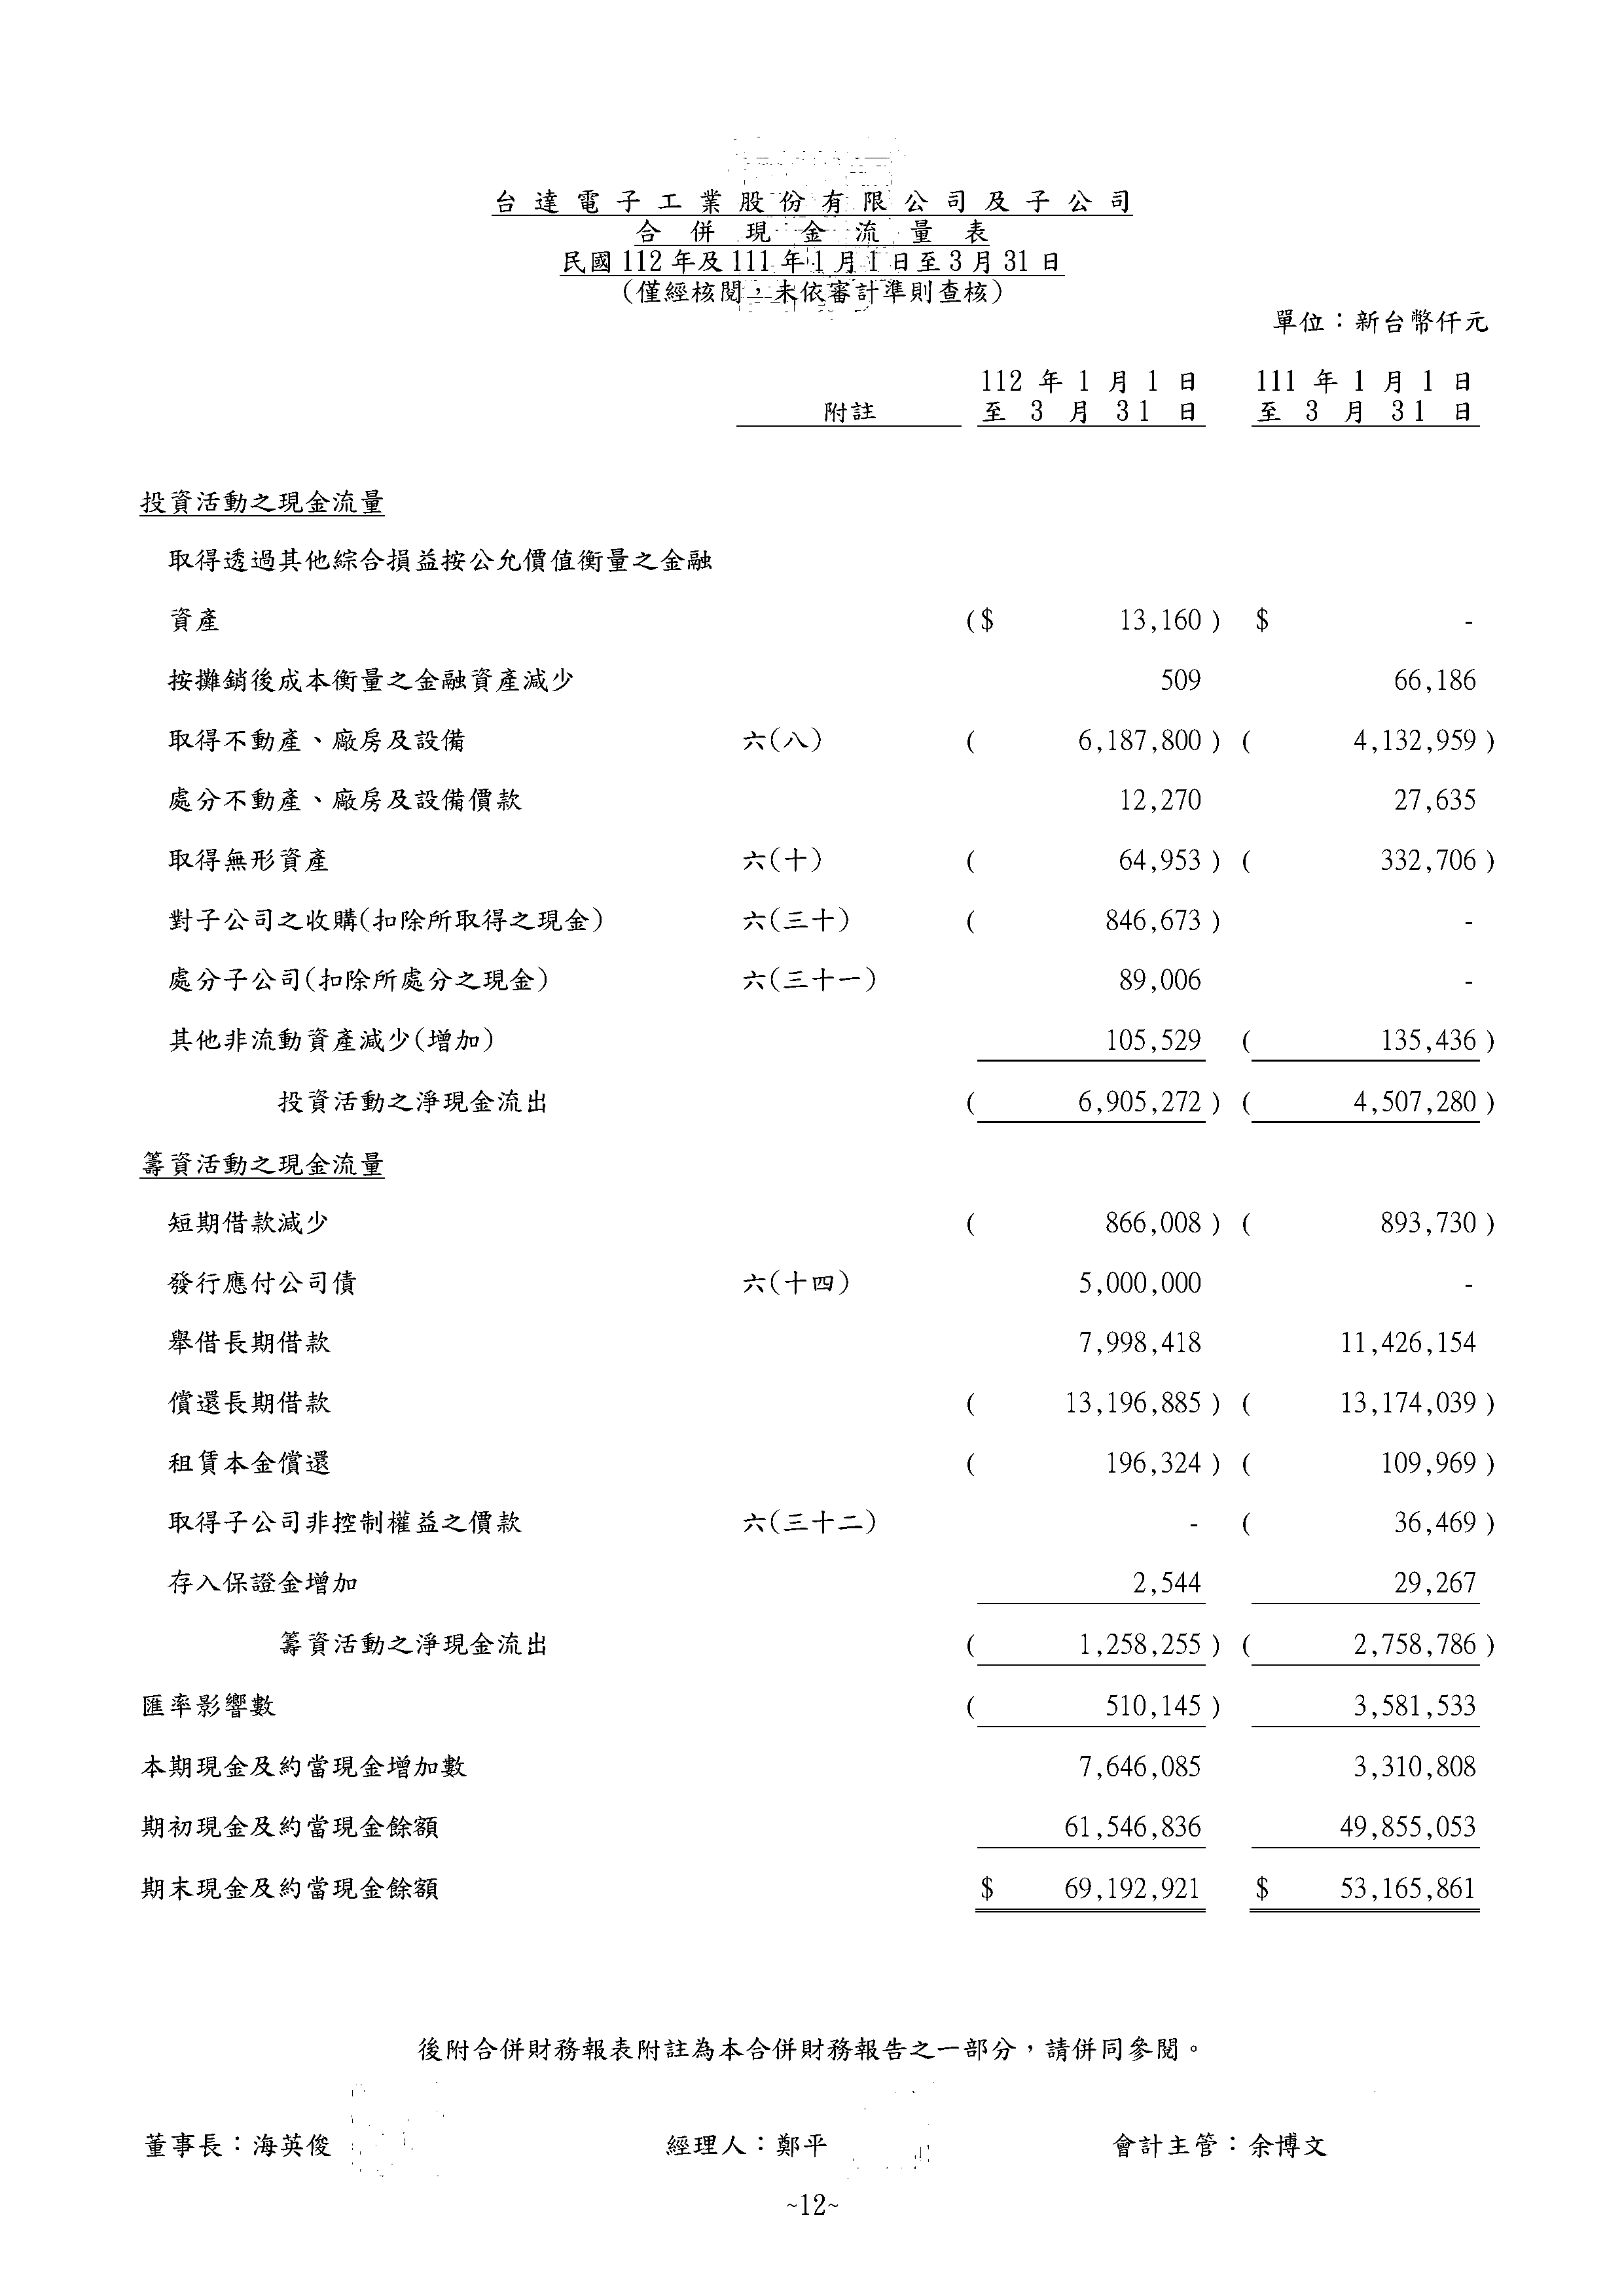 台達電子工業股份有限公司及子公司
合併現金流量表
民國112年及111年1月1日至3月31日
(僅經核閱，未依審計準則查核)
單位：新台幣仟元
112年1月1日 111年1月1日
附註 至3月31日 至3月31日
投資活動之現金流量
取得透過其他綜合損益按公允價值衡量之金融
資產 ($ 13,160) $ -
按攤銷後成本衡量之金融資產減少 509 66,186
取得不動產、廠房及設備 六(八) ( 6,187,800) ( 4,132,959)
處分不動產、廠房及設備價款 12,270 27,635
取得無形資產 六(十) ( 64,953) ( 332,706)
對子公司之收購(扣除所取得之現金) 六(三十) ( 846,673) -
處分子公司(扣除所處分之現金) 六(三十一) 89,006 -
其他非流動資產減少(增加) 105,529 ( 135,436)
投資活動之淨現金流出 ( 6,905,272) ( 4,507,280)
籌資活動之現金流量
短期借款減少 ( 866,008) ( 893,730)
發行應付公司債 六(十四) 5,000,000 -
舉借長期借款 7,998,418 11,426,154
償還長期借款 ( 13,196,885) ( 13,174,039)
租賃本金償還 ( 196,324) ( 109,969)
取得子公司非控制權益之價款 六(三十二) - ( 36,469)
存入保證金增加 2,544 29,267
籌資活動之淨現金流出 ( 1,258,255) ( 2,758,786)
匯率影響數 ( 510,145) 3,581,533
本期現金及約當現金增加數 7,646,085 3,310,808
期初現金及約當現金餘額 61,546,836 49,855,053
期末現金及約當現金餘額 $ 69,192,921 $ 53,165,861
後附合併財務報表附註為本合併財務報告之一部分，請併同參閱。
董事長：海英俊 經理人：鄭平 會計主管：余博文
~12~